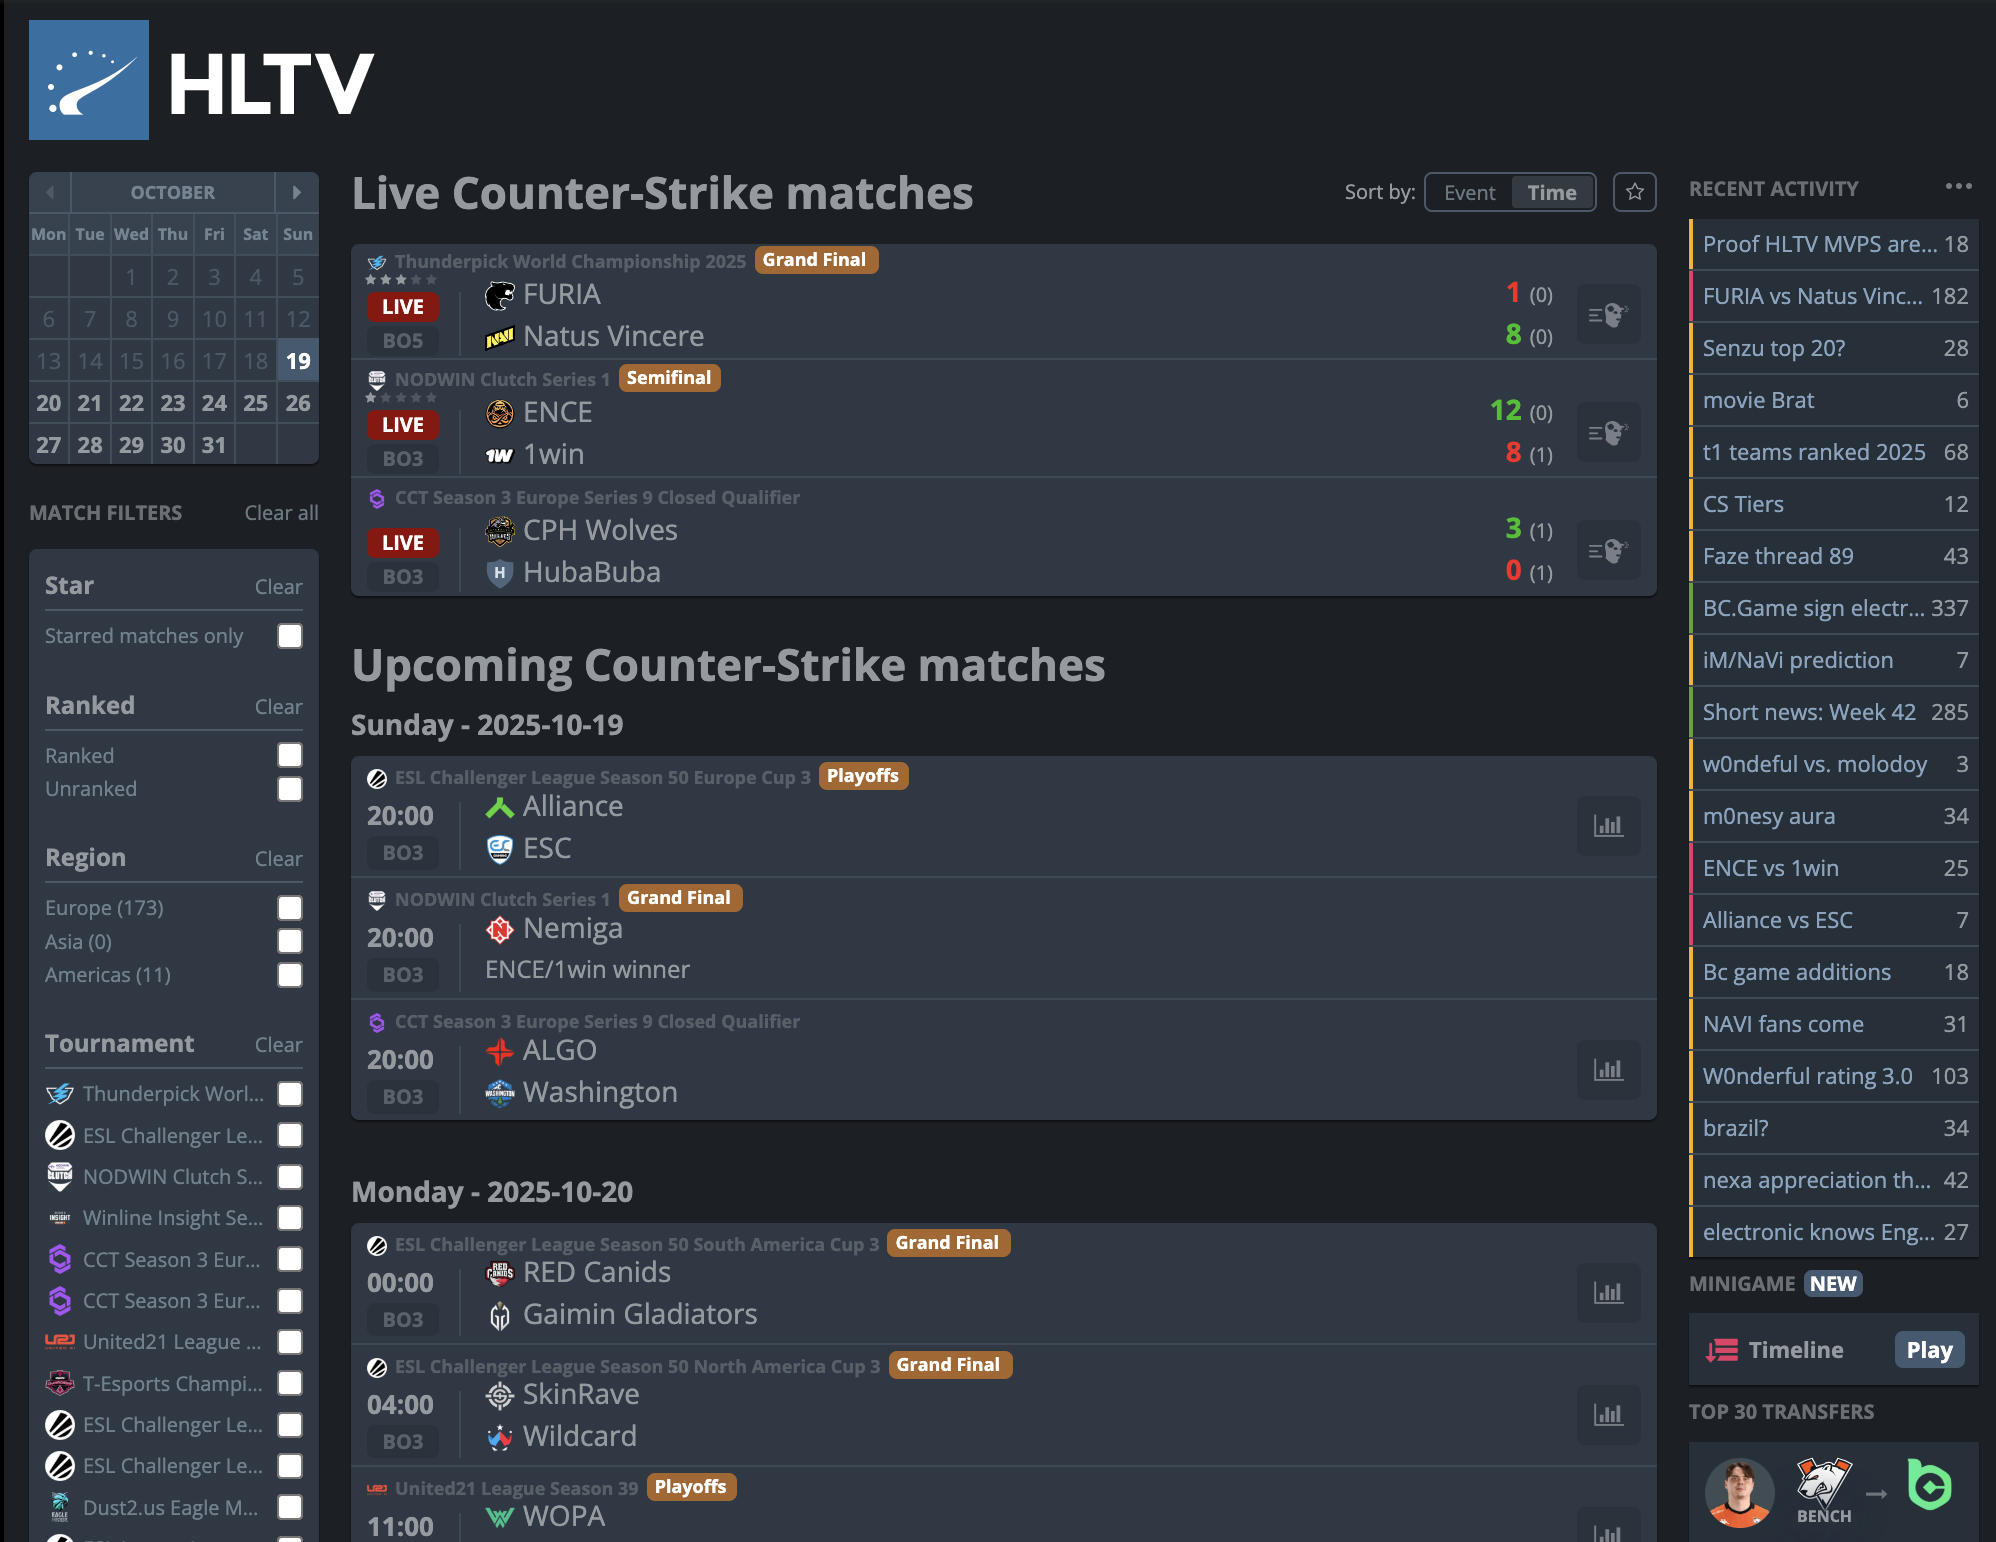 HLTV
OCTOBER
Mon Tue Wed Thu Fri Sat Sun
1 2 3 4 5
6 7 8 9 10 11 12
13 14 15 16 17 18 19
20 21 22 23 24 25 26
27 28 29 30 31
MATCH FILTERS Clear all
Star Clear
Starred matches only
Ranked Clear
Ranked
Unranked
Region Clear
Europe (173)
Asia (0)
Americas (11)
Tournament Clear
Thunderpick Worl...
ESL Challenger Le...
NODWIN Clutch S...
Winline Insight Se...
CCT Season 3 Eur...
CCT Season 3 Eur...
United21 League ...
T-Esports Champi...
ESL Challenger Le...
ESL Challenger Le...
Dust2.us Eagle M...
Live Counter-Strike matches
Sort by: Event Time
Thunderpick World Championship 2025 Grand Final
LIVE
BO5
FURIA 1 (0)
Natus Vincere 8 (0)
NODWIN Clutch Series 1 Semifinal
LIVE
BO3
ENCE 12 (0)
1win 8 (1)
CCT Season 3 Europe Series 9 Closed Qualifier
LIVE
BO3
CPH Wolves 3 (1)
HubaBuba 0 (1)
Upcoming Counter-Strike matches
Sunday - 2025-10-19
ESL Challenger League Season 50 Europe Cup 3 Playoffs
20:00
BO3
Alliance
ESC
NODWIN Clutch Series 1 Grand Final
20:00
BO3
Nemiga
ENCE/1win winner
CCT Season 3 Europe Series 9 Closed Qualifier
20:00
BO3
ALGO
Washington
Monday - 2025-10-20
ESL Challenger League Season 50 South America Cup 3 Grand Final
00:00
BO3
RED Canids
Gaimin Gladiators
ESL Challenger League Season 50 North America Cup 3 Grand Final
04:00
BO3
SkinRave
Wildcard
United21 League Season 39 Playoffs
11:00
WOPA
RECENT ACTIVITY
Proof HLTV MVPS are... 18
FURIA vs Natus Vinc... 182
Senzu top 20? 28
movie Brat 6
t1 teams ranked 2025 68
CS Tiers 12
Faze thread 89 43
BC.Game sign electr... 337
iM/NaVi prediction 7
Short news: Week 42 285
w0ndeful vs. molodoy 3
m0nesy aura 34
ENCE vs 1win 25
Alliance vs ESC 7
Bc game additions 18
NAVI fans come 31
W0nderful rating 3.0 103
brazil? 34
nexa appreciation th... 42
electronic knows Eng... 27
MINIGAME NEW
Timeline Play
TOP 30 TRANSFERS
BENCH